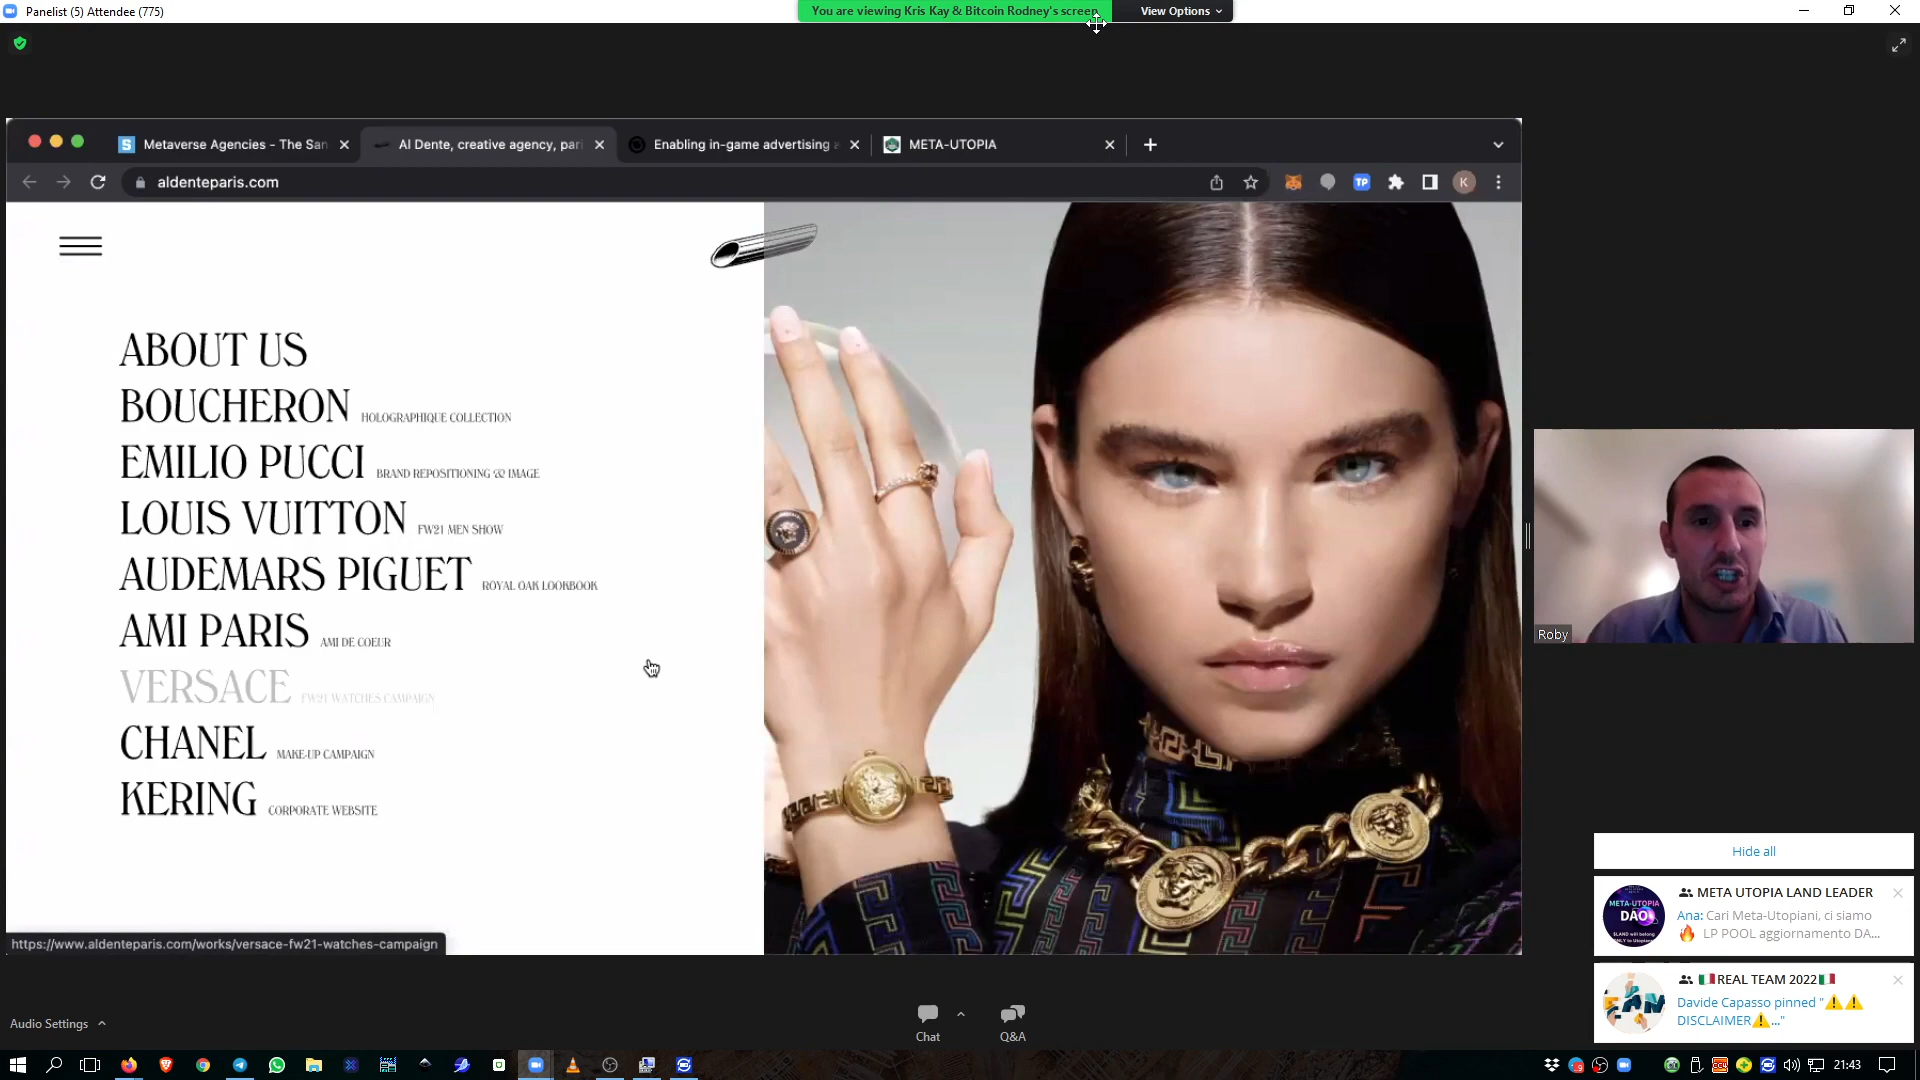 Panelist (5) Attendee (775)
You are viewing Kris Kay & Bitcoin Rodney's screen
View Options
Metaverse Agencies - The San
Al Dente, creative agency, pari
Enabling in-game advertising
META-UTOPIA
aldenteparis.com
TP
K
ABOUT US
BOUCHERON HOLOGRAPHIQUE COLLECTION
EMILIO PUCCI BRAND REPOSITIONING & IMAGE
LOUIS VUITTON FW21 MEN SHOW
AUDEMARS PIGUET ROYAL OAK LOOKBOOK
AMI PARIS AMI DE COEUR
VERSACE FW21 WATCHES CAMPAIGN
CHANEL MAKE-UP CAMPAIGN
KERING CORPORATE WEBSITE
https://www.aldenteparis.com/works/versace-fw21-watches-campaign
Roby
Hide all
META-UTOPIA
DAO
META UTOPIA LAND LEADER
Ana: Cari Meta-Utopiani, ci siamo
🔥 LP POOL aggiornamento DA...
🇮🇹REAL TEAM 2022🇮🇹
Davide Capasso pinned "⚠️⚠️
DISCLAIMER⚠️..."
Audio Settings
Chat
Q&A
21:43